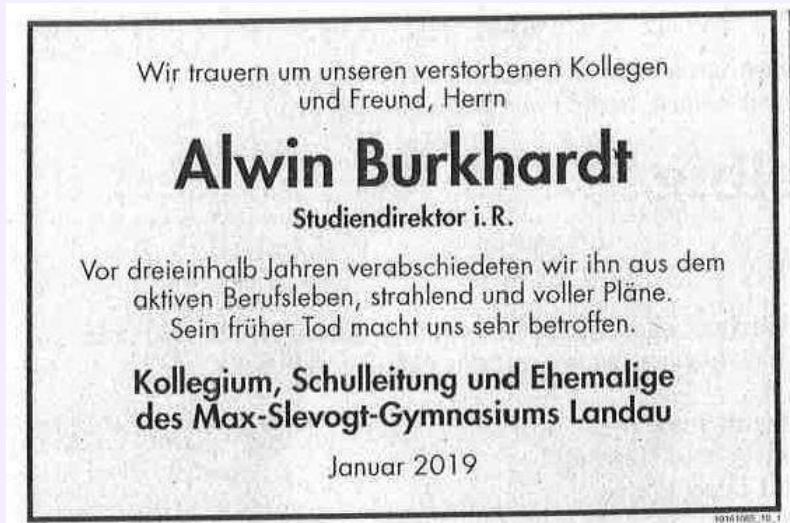 Wir trauern um unseren verstorbenen Kollegen
und Freund, Herrn
Alwin Burkhardt
Studiendirektor i. R.
Vor dreieinhalb Jahren verabschiedeten wir ihn aus dem
aktiven Berufsleben, strahlend und voller Pläne.
Sein früher Tod macht uns sehr betroffen.
Kollegium, Schulleitung und Ehemalige
des Max-Slevogt-Gymnasiums Landau
Januar 2019